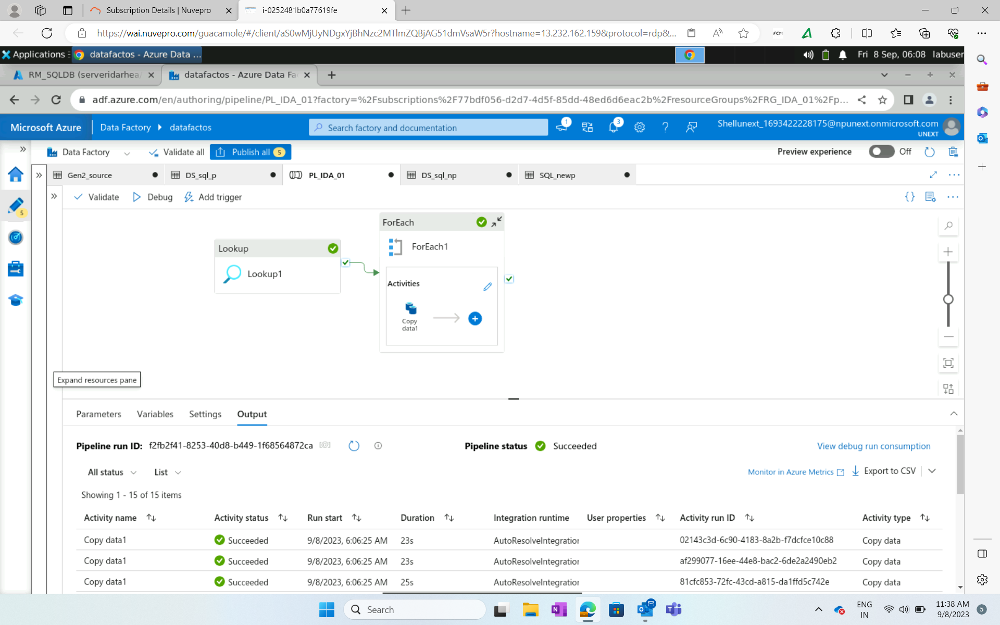 Subscription Details | Nuvepro
i-0252481b0a77619fe
https://wai.nuvepro.com/guacamole/#/client/aS0wMjUyNDgxYjBhNzc2MTlmZQBjAG51dmVsaW5r?hostname=13.232.162.159&protocol=rdp&...
FCM
Applications
datafactos - Azure Data ...
Fri 8 Sep, 06:08 labuser
RM_SQLDB (serveridarhea/
datafactos - Azure Data Fa
adf.azure.com/en/authoring/pipeline/PL_IDA_01?factory=%2Fsubscriptions%2F77bdf056-d2d7-4d5f-85dd-48ed6d6eac2b%2FresourceGroups%2FRG_IDA_01%2Fp...
Microsoft Azure
Data Factory
datafactos
Search factory and documentation
1
3
Shellunext_1693422228175@npunext.onmicrosoft.com
UNEXT
Data Factory
Validate all
Publish all 5
Preview experience
Off
Gen2_source
DS_sql_p
PL_IDA_01
DS_sql_np
SQL_newp
5
Validate
Debug
Add trigger
Lookup
Lookup1
ForEach
ForEach1
Activities
Copy
data1
Expand resources pane
Parameters
Variables
Settings
Output
Pipeline run ID: f2fb2f41-8253-40d8-b449-1f68564872ca
Pipeline status Succeeded
View debug run consumption
All status
List
Monitor in Azure Metrics
Export to CSV
Showing 1 - 15 of 15 items
Activity name Activity status Run start Duration Integration runtime User properties Activity run ID Activity type
Copy data1 Succeeded 9/8/2023, 6:06:25 AM 23s AutoResolveIntegration 02143c3d-6c90-4183-8a2b-f7dcfce10c88 Copy data
Copy data1 Succeeded 9/8/2023, 6:06:25 AM 23s AutoResolveIntegration af299077-16ee-44e8-bac2-6de2a2490eb2 Copy data
Copy data1 Succeeded 9/8/2023, 6:06:25 AM 25s AutoResolveIntegration 81cfc853-72fc-43cd-a815-da1ffd5c742e Copy data
Search
ENG
IN
11:38 AM
9/8/2023
5